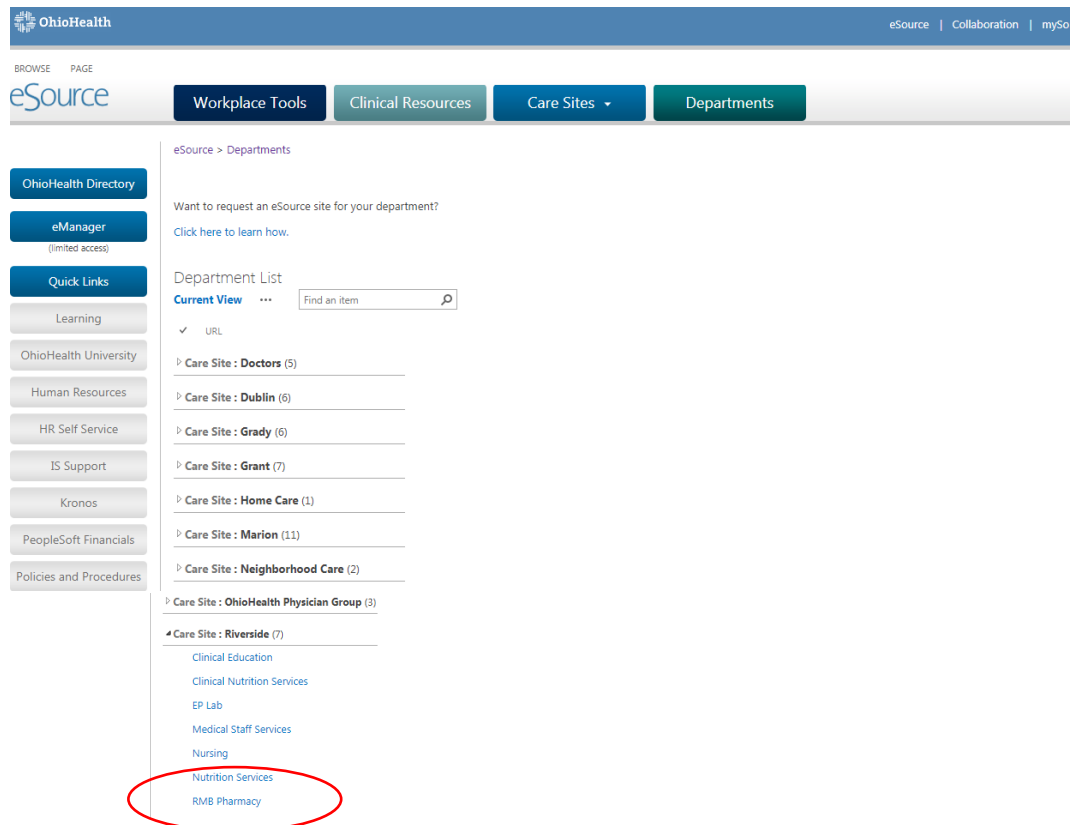 OhioHealth
eSource | Collaboration | mySo
BROWSE PAGE
eSource
Workplace Tools
Clinical Resources
Care Sites
Departments
eSource > Departments
OhioHealth Directory
eManager
(limited access)
Quick Links
Learning
OhioHealth University
Human Resources
HR Self Service
IS Support
Kronos
PeopleSoft Financials
Policies and Procedures
Want to request an eSource site for your department?
Click here to learn how.
Department List
Current View ...
Find an item
URL
Care Site : Doctors (5)
Care Site : Dublin (6)
Care Site : Grady (6)
Care Site : Grant (7)
Care Site : Home Care (1)
Care Site : Marion (11)
Care Site : Neighborhood Care (2)
Care Site : OhioHealth Physician Group (3)
Care Site : Riverside (7)
Clinical Education
Clinical Nutrition Services
EP Lab
Medical Staff Services
Nursing
Nutrition Services
RMB Pharmacy